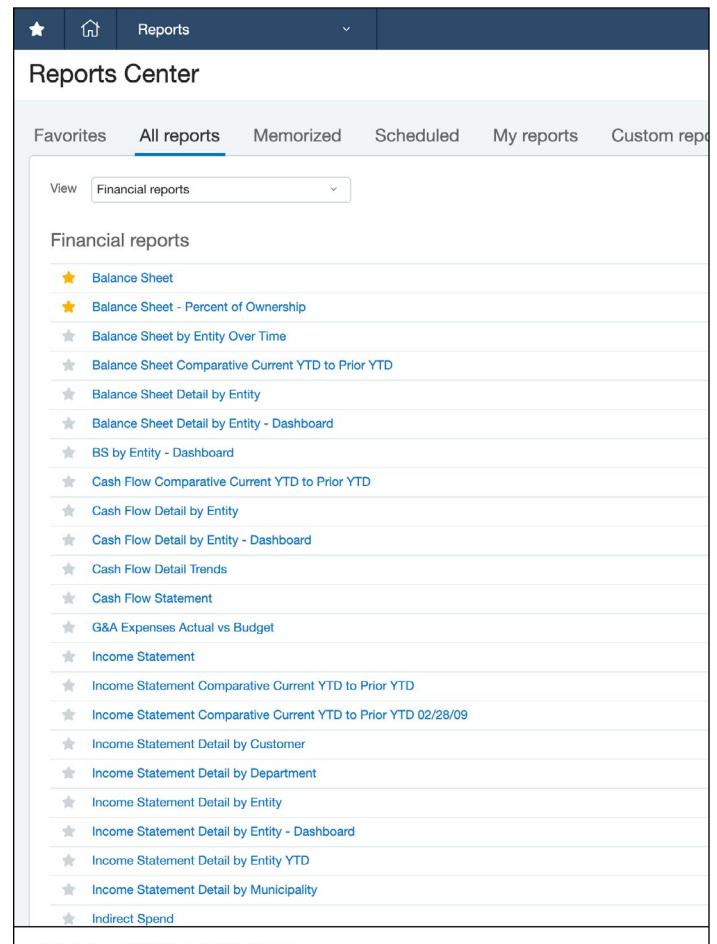 Reports
Reports Center
Favorites All reports Memorized Scheduled My reports Custom repo
View Financial reports
Financial reports
Balance Sheet
Balance Sheet - Percent of Ownership
Balance Sheet by Entity Over Time
Balance Sheet Comparative Current YTD to Prior YTD
Balance Sheet Detail by Entity
Balance Sheet Detail by Entity - Dashboard
BS by Entity - Dashboard
Cash Flow Comparative Current YTD to Prior YTD
Cash Flow Detail by Entity
Cash Flow Detail by Entity - Dashboard
Cash Flow Detail Trends
Cash Flow Statement
G&A Expenses Actual vs Budget
Income Statement
Income Statement Comparative Current YTD to Prior YTD
Income Statement Comparative Current YTD to Prior YTD 02/28/09
Income Statement Detail by Customer
Income Statement Detail by Department
Income Statement Detail by Entity
Income Statement Detail by Entity - Dashboard
Income Statement Detail by Entity YTD
Income Statement Detail by Municipality
Indirect Spend